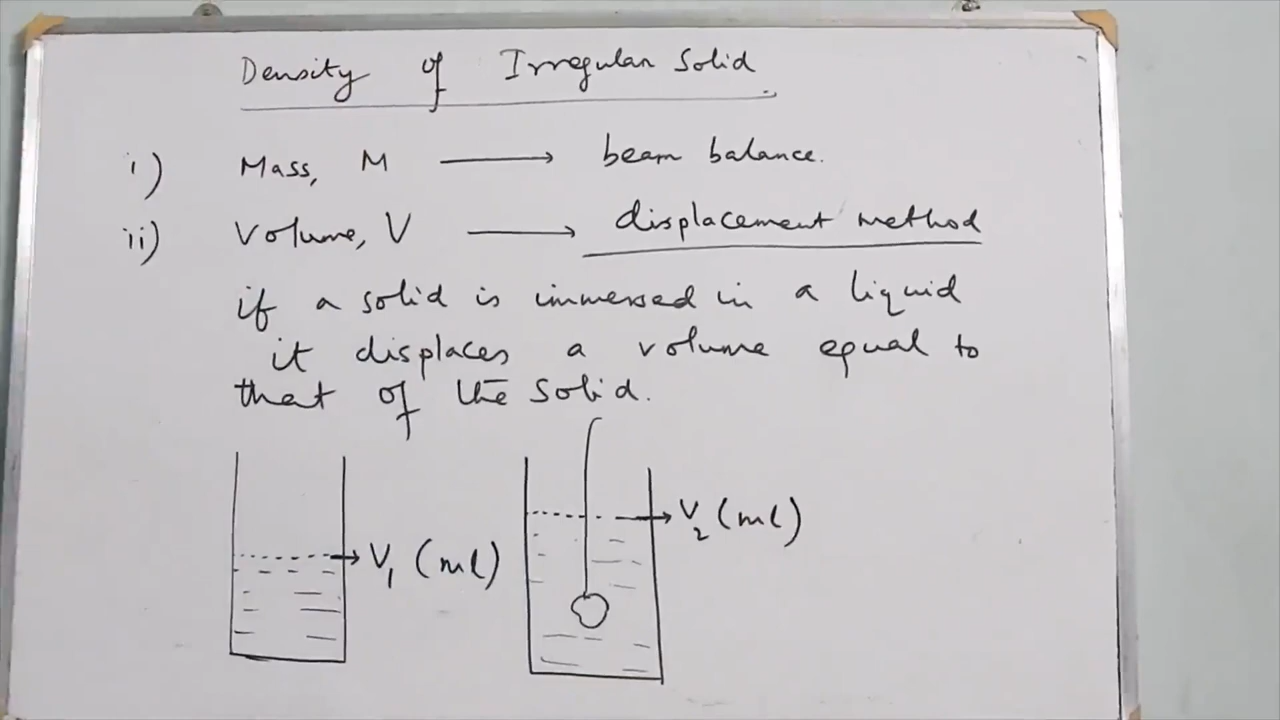 Density of Irregular Solid
i) Mass, M ⟶ beam balance.
ii) Volume, V ⟶ displacement method
if a solid is immersed in a liquid
it displaces a volume equal to
that of the solid.
→ V₁ (ml)
→ V₂ (ml)